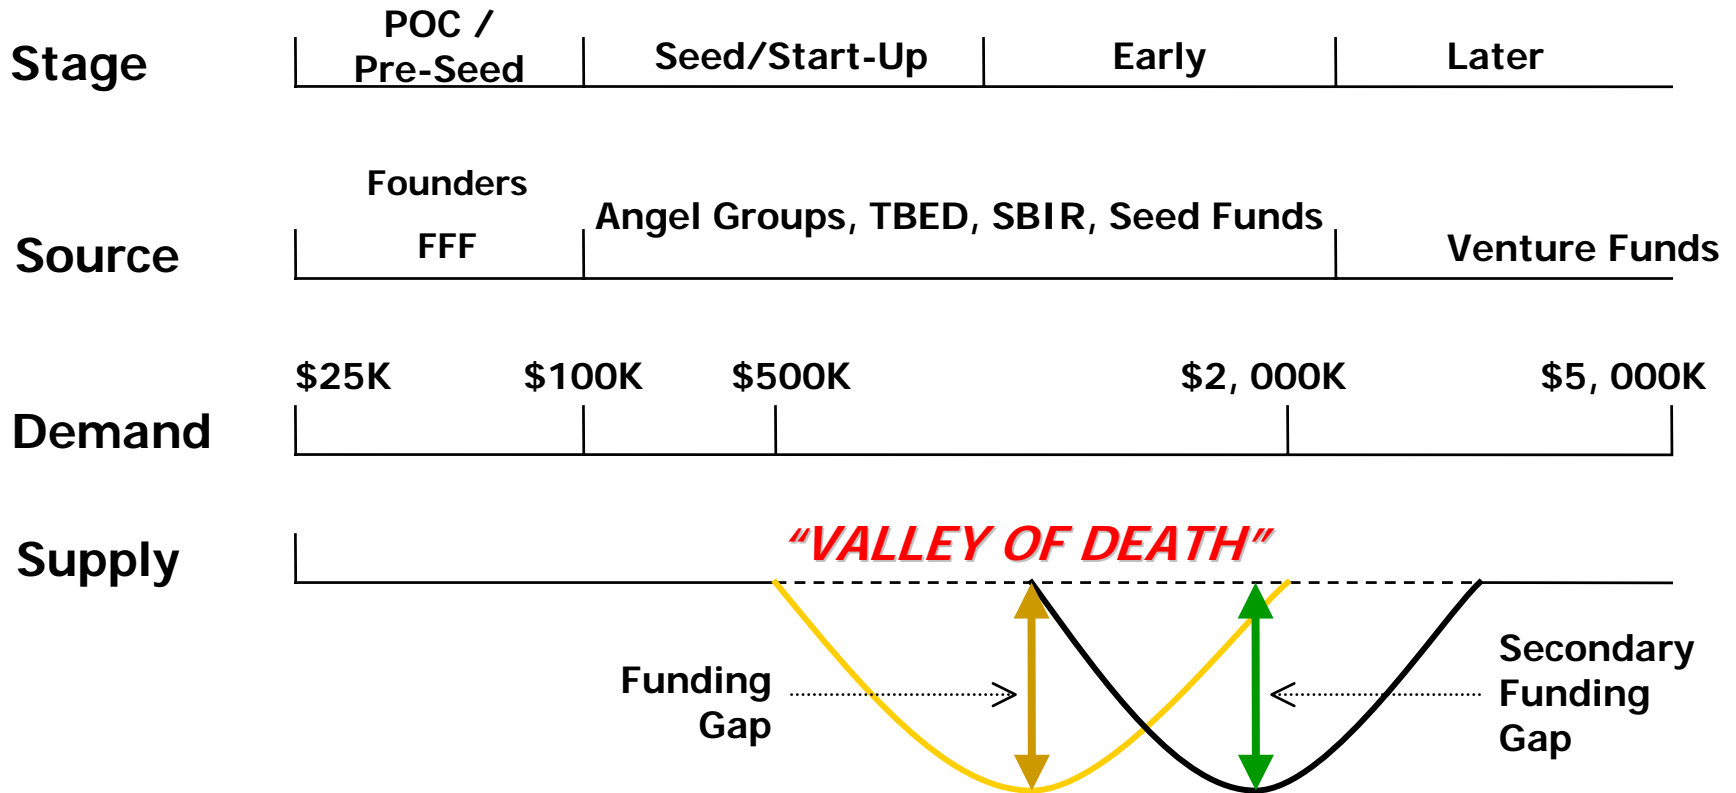 Stage
POC /
Pre-Seed
Seed/Start-Up
Early
Later
Source
Founders
FFF
Angel Groups, TBED, SBIR, Seed Funds
Venture Funds
Demand
$25K
$100K
$500K
$2, 000K
$5, 000K
Supply
“VALLEY OF DEATH”
Funding
Gap
Secondary
Funding
Gap